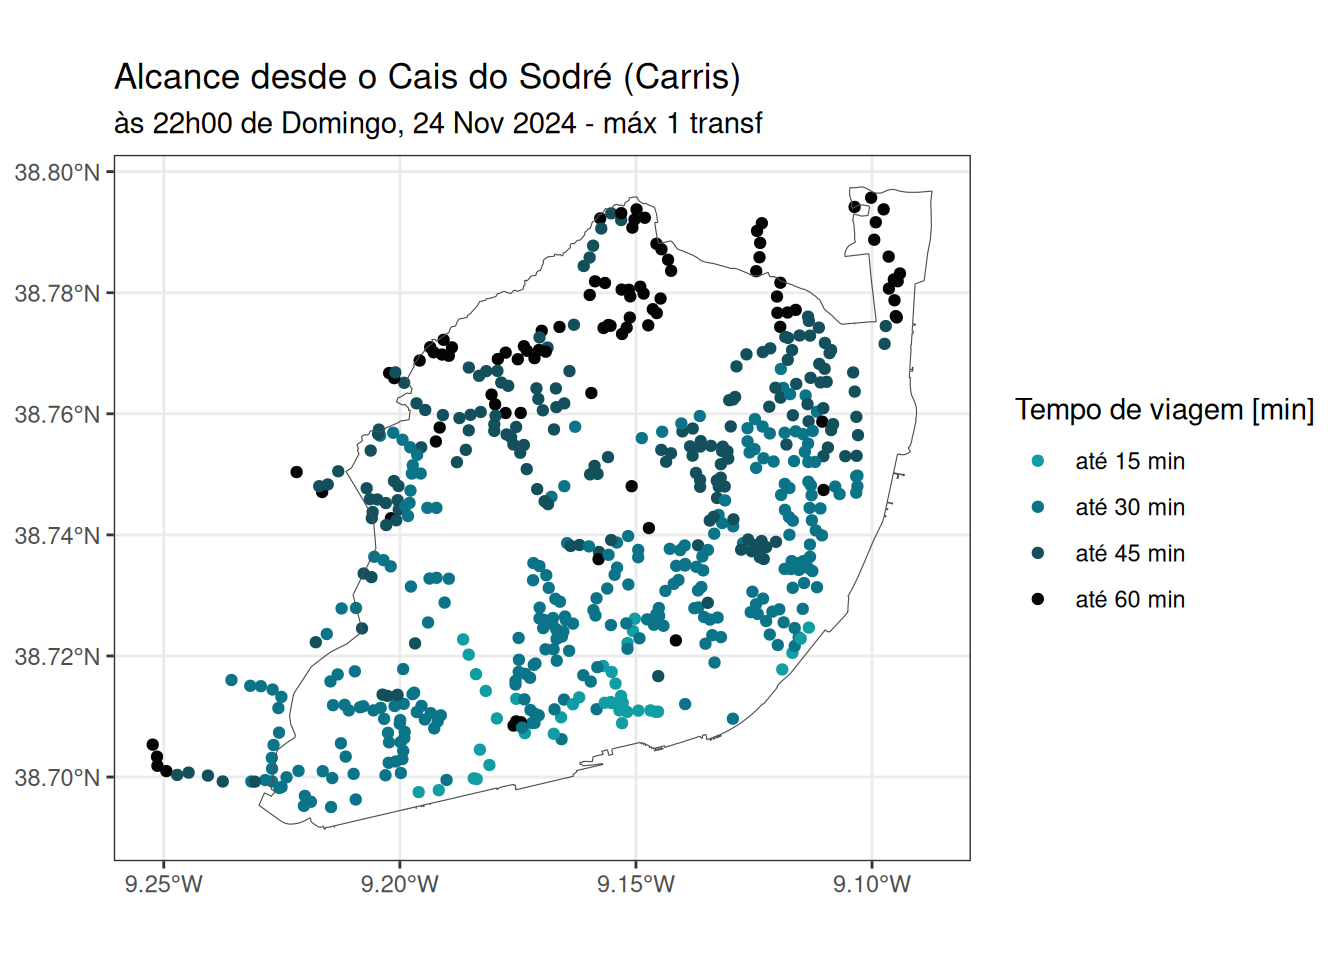 Alcance desde o Cais do Sodré (Carris)
às 22h00 de Domingo, 24 Nov 2024 - máx 1 transf
38.80°N
38.78°N
38.76°N
38.74°N
38.72°N
38.70°N
9.25°W
9.20°W
9.15°W
9.10°W
Tempo de viagem [min]
até 15 min
até 30 min
até 45 min
até 60 min